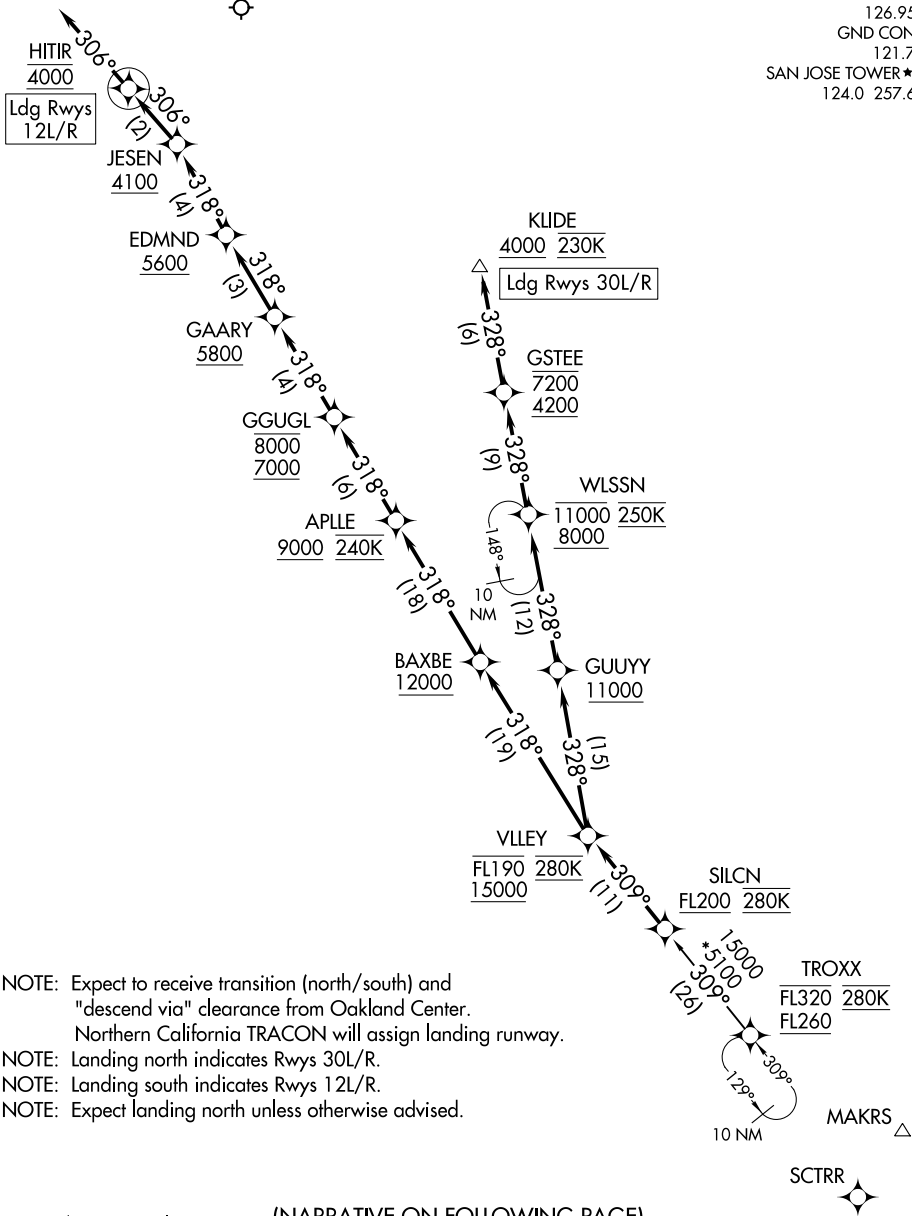 126.95
GND CON
121.7
SAN JOSE TOWER★
124.0 257.6
306°
HITIR
4000
Ldg Rwys
12L/R
306°
(2)
JESEN
4100
318°
(4)
EDMND
5600
318°
(3)
GAARY
5800
318°
(4)
GGUGL
8000
7000
318°
(6)
APLLE
9000 240K
318°
(18)
BAXBE
12000
318°
(19)
KLIDE
4000 230K
Ldg Rwys 30L/R
328°
(6)
GSTEE
7200
4200
328°
(9)
WLSSN
11000 250K
8000
148°
10
NM
328°
(12)
GUUYY
11000
328°
(15)
VLLEY
FL190 280K
15000
309°
(11)
SILCN
FL200 280K
15000
*5100
309°
(26)
TROXX
FL320 280K
FL260
309°
129°
10 NM
MAKRS
SCTRR
NOTE: Expect to receive transition (north/south) and
"descend via" clearance from Oakland Center.
Northern California TRACON will assign landing runway.
NOTE: Landing north indicates Rwys 30L/R.
NOTE: Landing south indicates Rwys 12L/R.
NOTE: Expect landing north unless otherwise advised.
(NARRATIVE ON FOLLOWING PAGE)